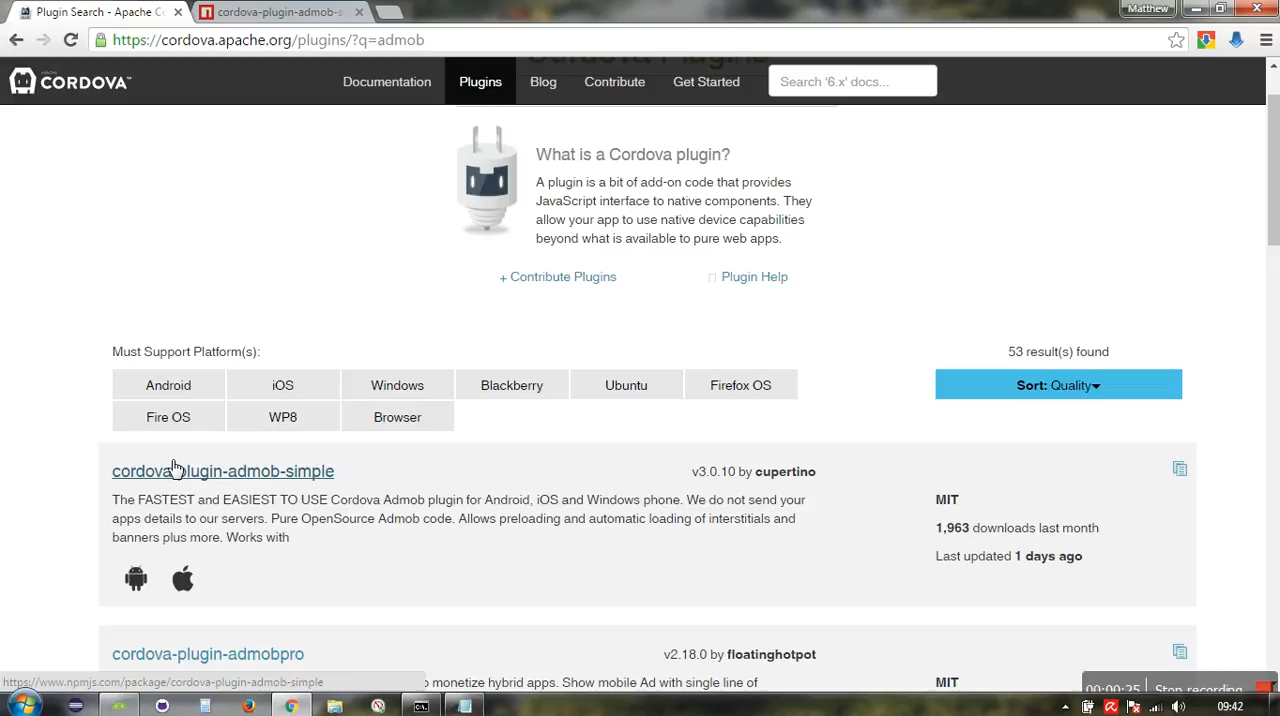 Plugin Search - Apache C
cordova-plugin-admob-s
Matthew
https://cordova.apache.org/plugins/?q=admob
APACHE
CORDOVA™
Documentation
Plugins
Blog
Contribute
Get Started
Search '6.x' docs...
Cordova Plugins
What is a Cordova plugin?
A plugin is a bit of add-on code that provides
JavaScript interface to native components. They
allow your app to use native device capabilities
beyond what is available to pure web apps.
+ Contribute Plugins
Plugin Help
Must Support Platform(s):
53 result(s) found
Android
iOS
Windows
Blackberry
Ubuntu
Firefox OS
Sort: Quality
Fire OS
WP8
Browser
cordova-plugin-admob-simple
v3.0.10 by cupertino
The FASTEST and EASIEST TO USE Cordova Admob plugin for Android, iOS and Windows phone. We do not send your
apps details to our servers. Pure OpenSource Admob code. Allows preloading and automatic loading of interstitials and
banners plus more. Works with
MIT
1,963 downloads last month
Last updated 1 days ago
cordova-plugin-admobpro
v2.18.0 by floatinghotpot
https://www.npmjs.com/package/cordova-plugin-admob-simple
o monetize hybrid apps. Show mobile Ad with single line of
MIT
00:00:25
Stop recording
09:42